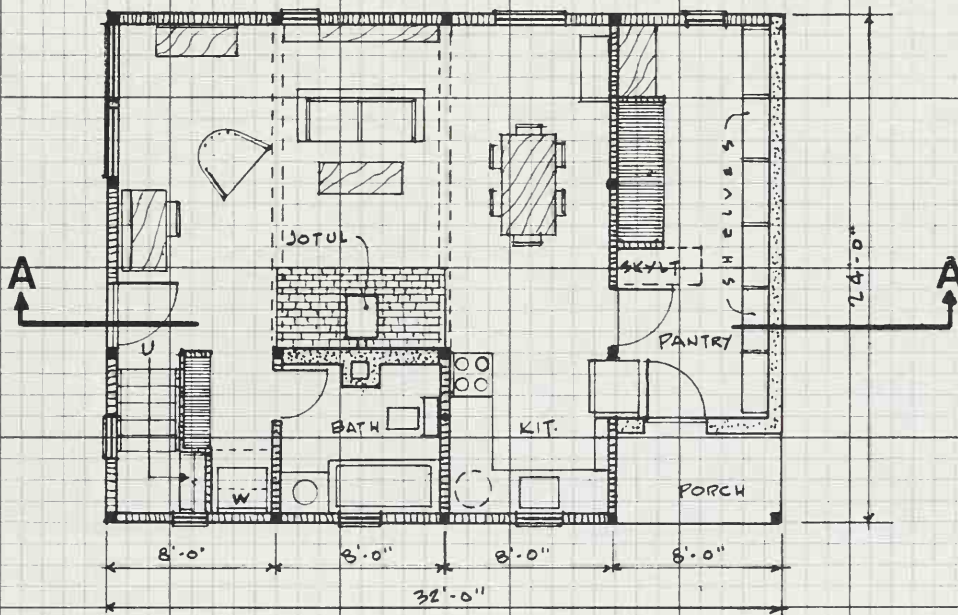 JOTUL
SHELVES
24'-0"
A
SKYLT.
A
U
PANTRY
BATH
KIT.
W
PORCH
8'-0"
8'-0"
8'-0"
8'-0"
32'-0"